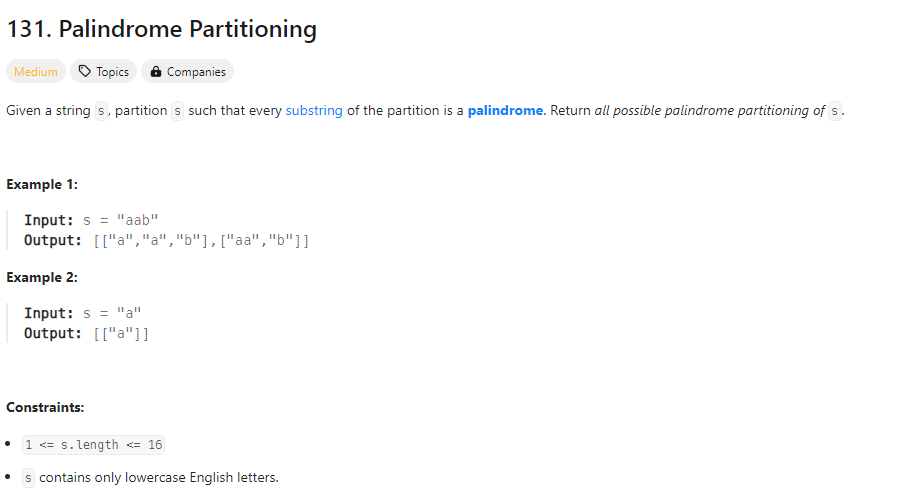 131. Palindrome Partitioning
Medium Topics Companies
Given a string s, partition s such that every substring of the partition is a palindrome. Return all possible palindrome partitioning of s.
Example 1:
Input: s = "aab"
Output: [["a","a","b"],["aa","b"]]
Example 2:
Input: s = "a"
Output: [["a"]]
Constraints:
• 1 <= s.length <= 16
• s contains only lowercase English letters.